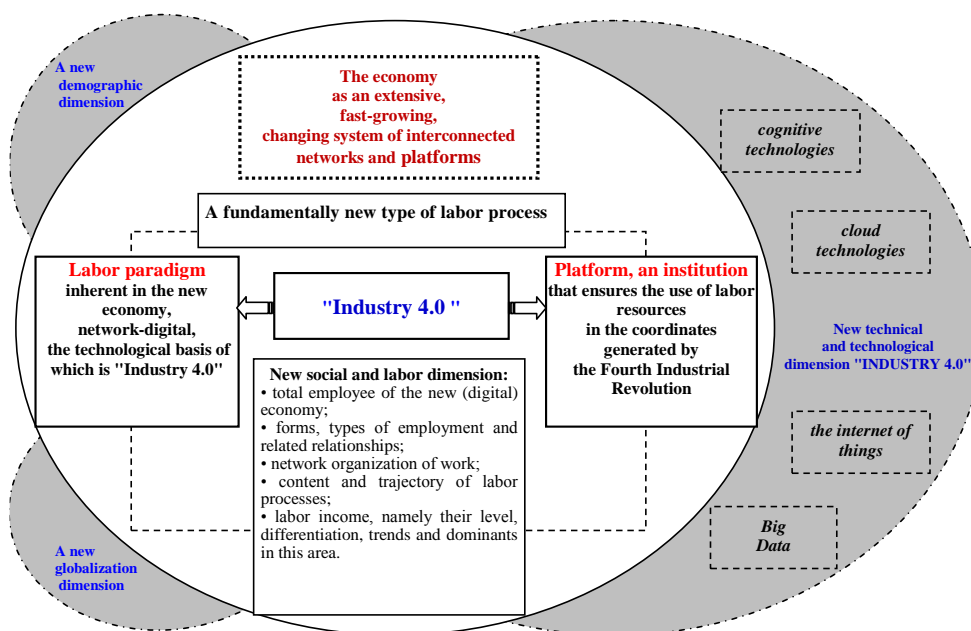 A new
demographic
dimension
The economy
as an extensive,
fast-growing,
changing system of interconnected
networks and platforms
cognitive
technologies
A fundamentally new type of labor process
cloud
technologies
Labor paradigm
inherent in the new
economy,
network-digital,
the technological basis of
which is "Industry 4.0"
"Industry 4.0 "
Platform, an institution
that ensures the use of labor
resources
in the coordinates
generated by
the Fourth Industrial
Revolution
New technical
and technological
dimension "INDUSTRY 4.0"
New social and labor dimension:
• total employee of the new (digital)
economy;
• forms, types of employment and
related relationships;
• network organization of work;
• content and trajectory of labor
processes;
• labor income, namely their level,
differentiation, trends and dominants
in this area.
the internet of
things
Big
Data
A new
globalization
dimension